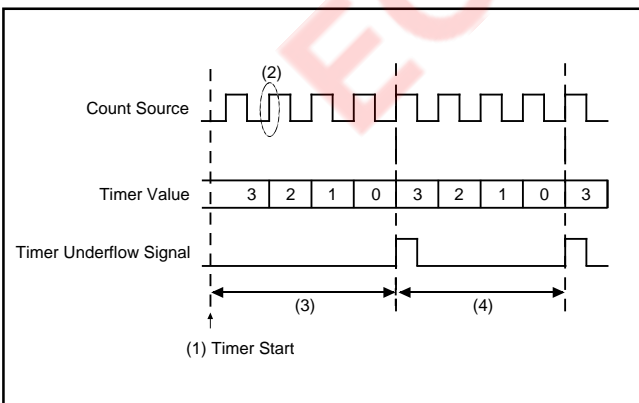 EC
(2)
Count Source
Timer Value 3 2 1 0 3 2 1 0 3
Timer Underflow Signal
(3) (4)
(1) Timer Start